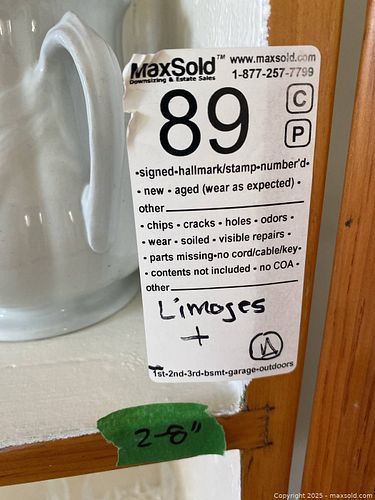 MaxSold™ www.maxsold.com
Downsizing & Estate Sales 1-877-257-7799
89
C
P
•signed•hallmark/stamp•number'd•
• new • aged (wear as expected) •
other
• chips • cracks • holes • odors •
• wear • soiled • visible repairs •
• parts missing-no cord/cable/key•
• contents not included • no COA •
other
Limoges
+
1st-2nd-3rd-bsmt-garage-outdoors
2-8"
Copyright 2025 - maxsold.com